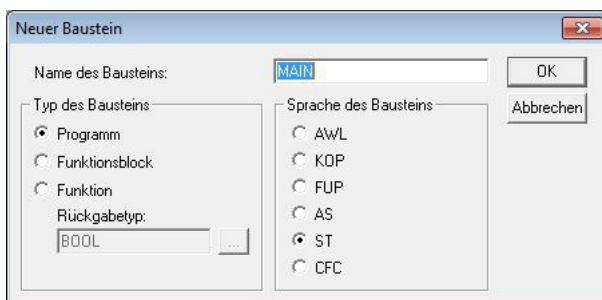 Neuer Baustein
Name des Bausteins:
MAIN
OK
Abbrechen
Typ des Bausteins
Programm
Funktionsblock
Funktion
Rückgabetyp:
BOOL
...
Sprache des Bausteins
AWL
KOP
FUP
AS
ST
CFC